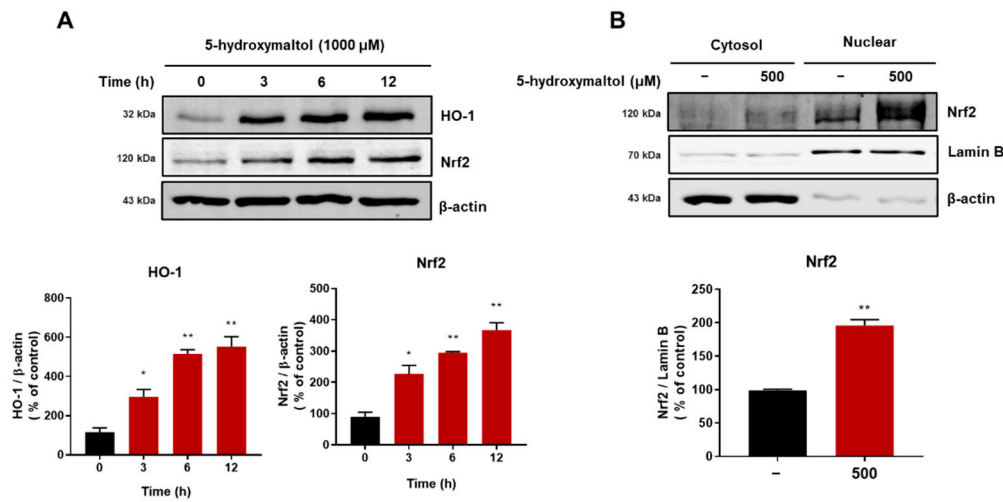 A
5-hydroxymaltol (1000 µM)
Time (h) 0 3 6 12
32 kDa HO-1
120 kDa Nrf2
43 kDa β-actin
HO-1
HO-1 / β-actin
( % of control)
800
600
400
200
0
0 3 6 12
* ** **
Time (h)
Nrf2
Nrf2 / β-actin
( % of control)
500
400
300
200
100
0
0 3 6 12
* ** **
Time (h)
B
Cytosol Nuclear
5-hydroxymaltol (µM) – 500 – 500
120 kDa Nrf2
70 kDa Lamin B
43 kDa β-actin
Nrf2
Nrf2 / Lamin B
( % of control)
250
200
150
100
50
0
**
– 500